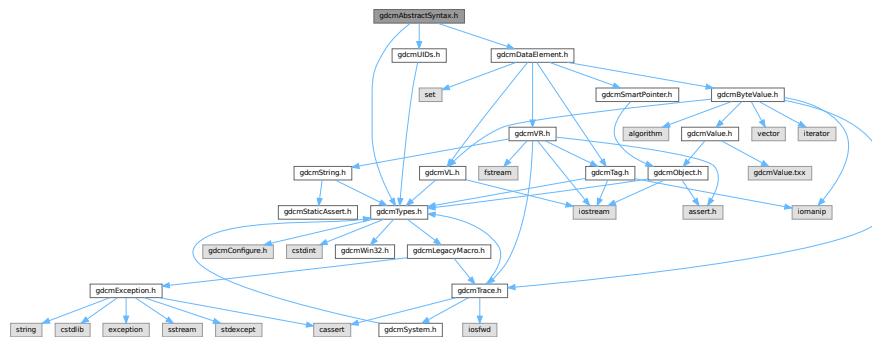 gdcmAbstractSyntax.h
gdcmUIDs.h
gdcmDataElement.h
set
gdcmSmartPointer.h
gdcmByteValue.h
gdcmVR.h
algorithm
gdcmValue.h
vector
iterator
gdcmString.h
gdcmVL.h
fstream
gdcmTag.h
gdcmObject.h
gdcmValue.txx
gdcmStaticAssert.h
gdcmTypes.h
iostream
assert.h
iomanip
gdcmConfigure.h
cstdint
gdcmWin32.h
gdcmLegacyMacro.h
gdcmException.h
gdcmTrace.h
string
cstdlib
exception
sstream
stdexcept
cassert
gdcmSystem.h
iosfwd